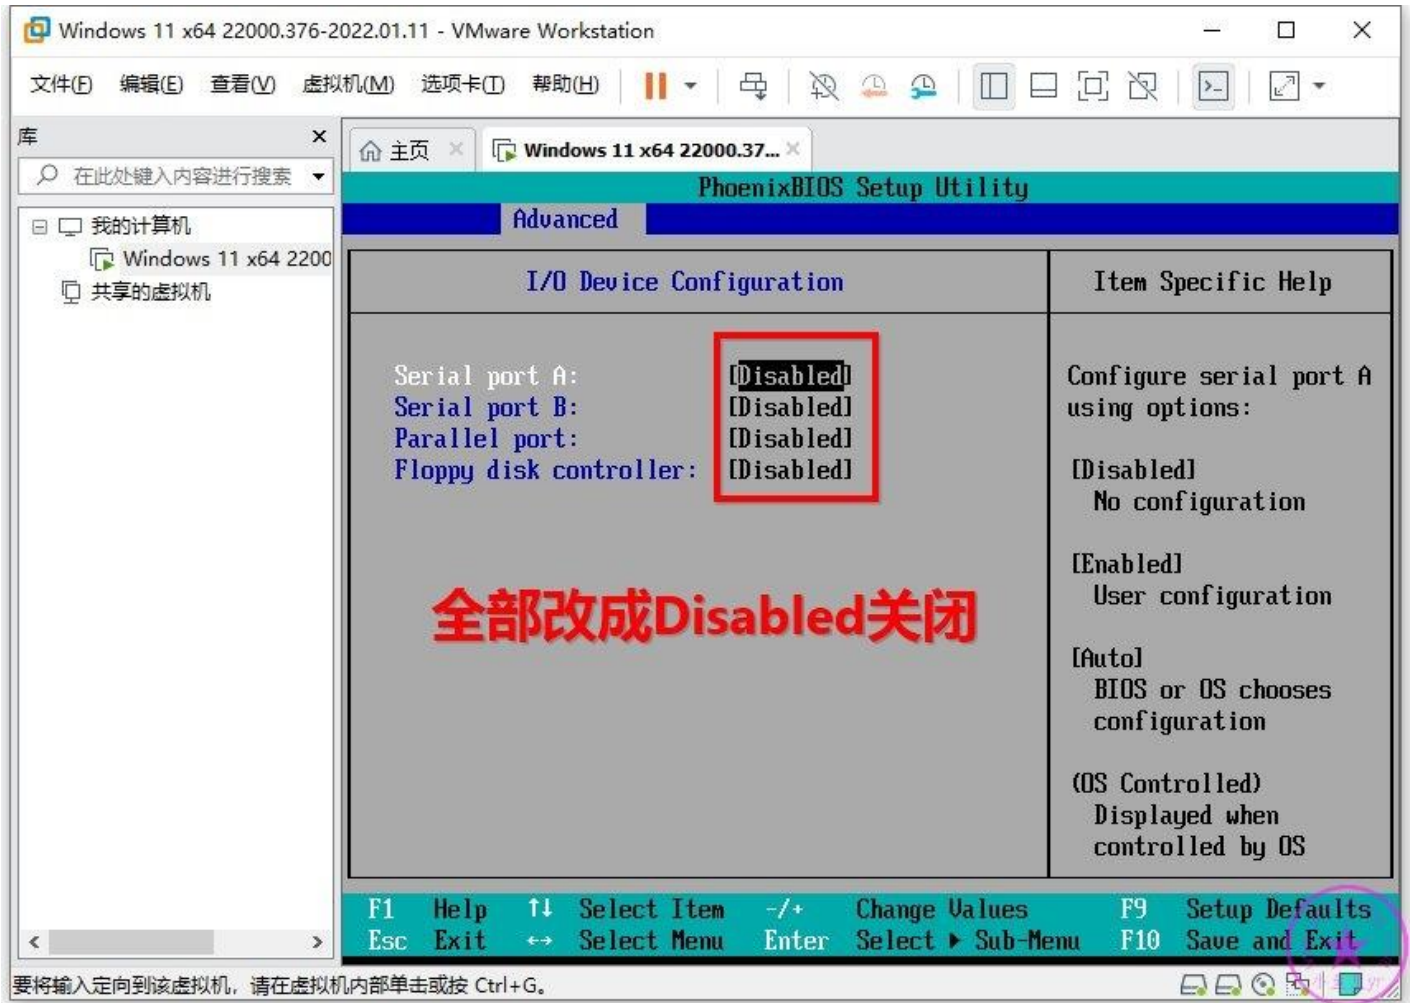 Windows 11 x64 22000.376-2022.01.11 - VMware Workstation
文件(F) 编辑(E) 查看(V) 虚拟机(M) 选项卡(T) 帮助(H)
库
在此处键入内容进行搜索
我的计算机
Windows 11 x64 2200
共享的虚拟机
主页
Windows 11 x64 22000.37...
PhoenixBIOS Setup Utility
Advanced
I/O Device Configuration
Serial port A: [Disabled]
Serial port B: [Disabled]
Parallel port: [Disabled]
Floppy disk controller: [Disabled]
全部改成Disabled关闭
Item Specific Help
Configure serial port A
using options:
[Disabled]
No configuration
[Enabled]
User configuration
[Auto]
BIOS or OS chooses
configuration
(OS Controlled)
Displayed when
controlled by OS
F1 Help ↑↓ Select Item -/+ Change Values F9 Setup Defaults
Esc Exit ↔ Select Menu Enter Select ▶ Sub-Menu F10 Save and Exit
要将输入定向到该虚拟机，请在虚拟机内部单击或按 Ctrl+G。